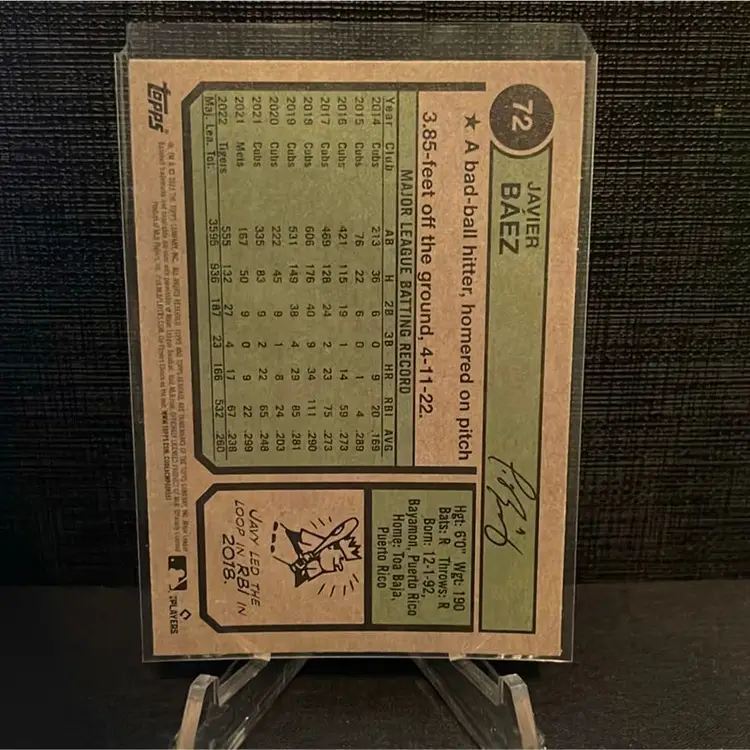 72
JAVIER
BAEZ
★ A bad-ball hitter, homered on pitch
3.85-feet off the ground, 4-11-22.
MAJOR LEAGUE BATTING RECORD
Year Club AB H 2B 3B HR RBI AVG
2014 Cubs 213 36 6 0 9 20 .169
2015 Cubs 76 22 6 0 1 4 .289
2016 Cubs 421 115 19 1 14 59 .273
2017 Cubs 469 128 24 2 23 75 .273
2018 Cubs 606 176 40 9 34 111 .290
2019 Cubs 531 149 38 4 29 85 .281
2020 Cubs 222 45 9 1 8 24 .203
2021 Cubs 335 83 9 2 22 65 .248
2021 Mets 167 50 9 0 9 22 .299
2022 Tigers 555 132 27 4 17 67 .238
Maj. Lea. Tot. 3595 936 187 23 166 532 .260
Hgt: 6'0" Wgt: 190
Bats: R Throws: R
Born: 12-1-92,
Bayamon, Puerto Rico
Home: Toa Baja,
Puerto Rico
JAVY LED THE
LOOP IN RBI IN
2018.
TOPPS
PLAYERS